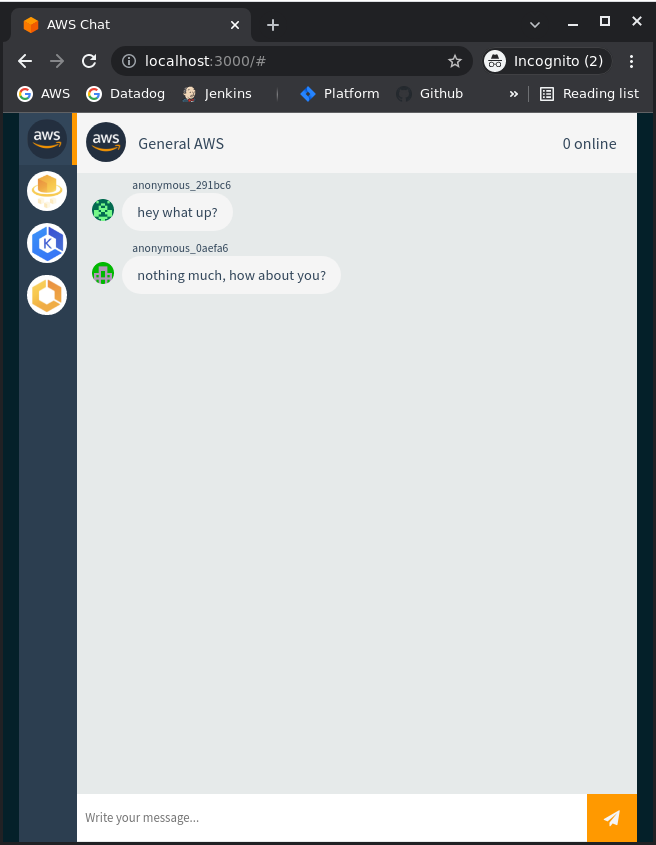 AWS Chat
localhost:3000/#
Incognito (2)
AWS
Datadog
Jenkins
Platform
Github
»
Reading list
aws
aws
General AWS
0 online
anonymous_291bc6
hey what up?
anonymous_0aefa6
nothing much, how about you?
K
Write your message...